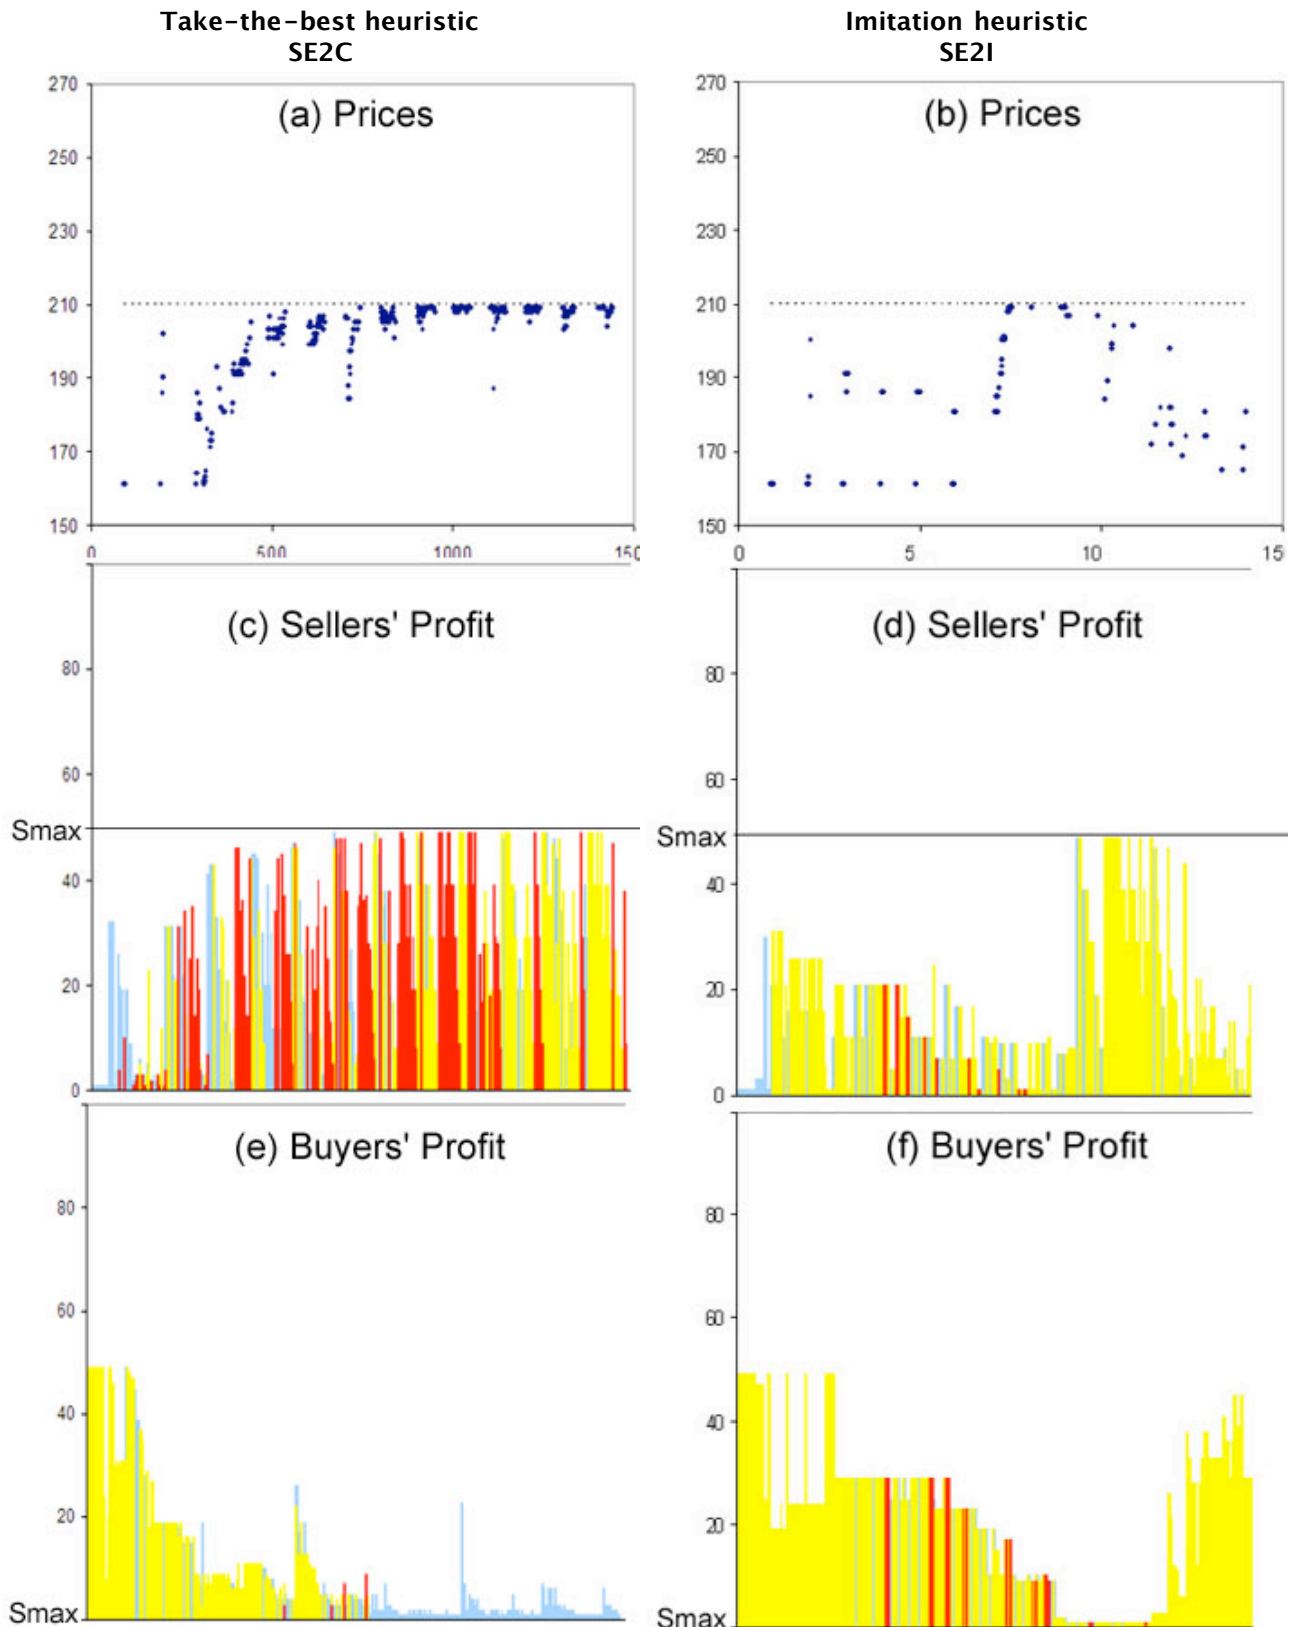 Take-the-best heuristic
SE2C
Imitation heuristic
SE2I
(a) Prices
270
250
230
210
190
170
150
0
500
1000
150
(b) Prices
270
250
230
210
190
170
150
0
5
10
15
(c) Sellers' Profit
80
60
Smax
40
20
0
(d) Sellers' Profit
80
60
Smax
40
20
0
(e) Buyers' Profit
80
60
40
20
Smax
(f) Buyers' Profit
80
60
40
20
Smax